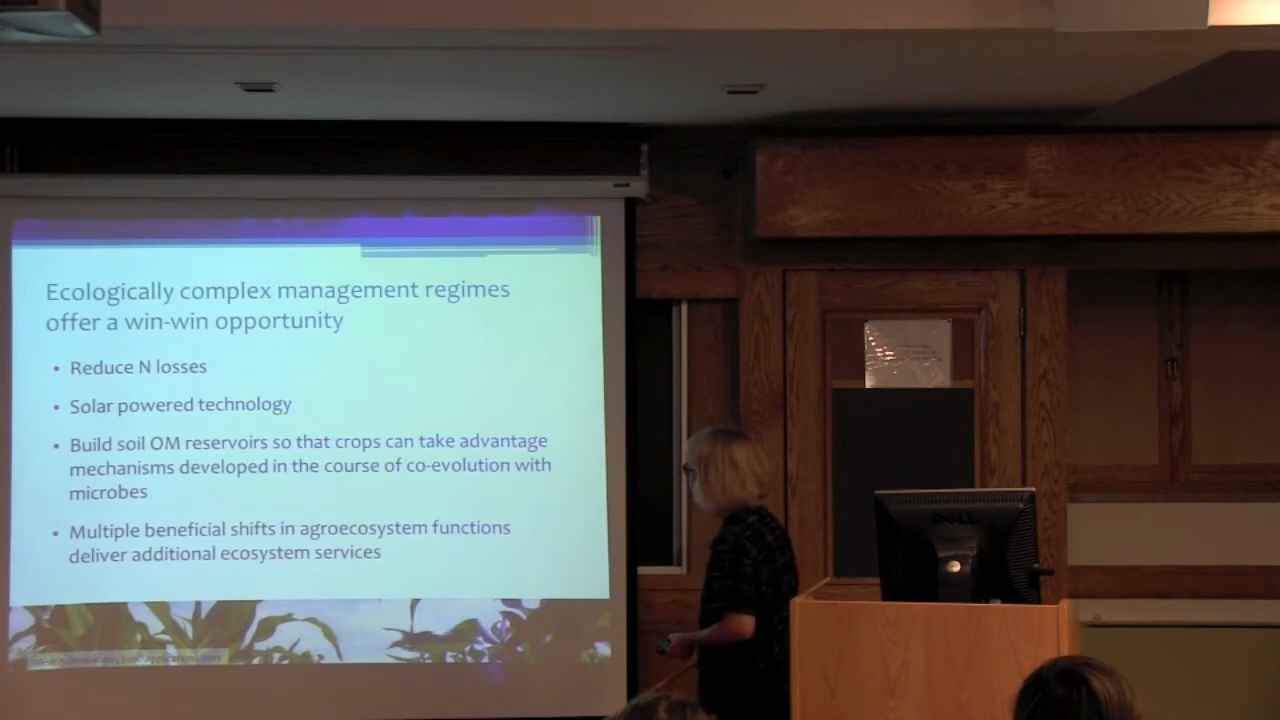 Ecologically complex management regimes
offer a win-win opportunity
• Reduce N losses
• Solar powered technology
• Build soil OM reservoirs so that crops can take advantage
mechanisms developed in the course of co-evolution with
microbes
• Multiple beneficial shifts in agroecosystem functions
deliver additional ecosystem services
DELL